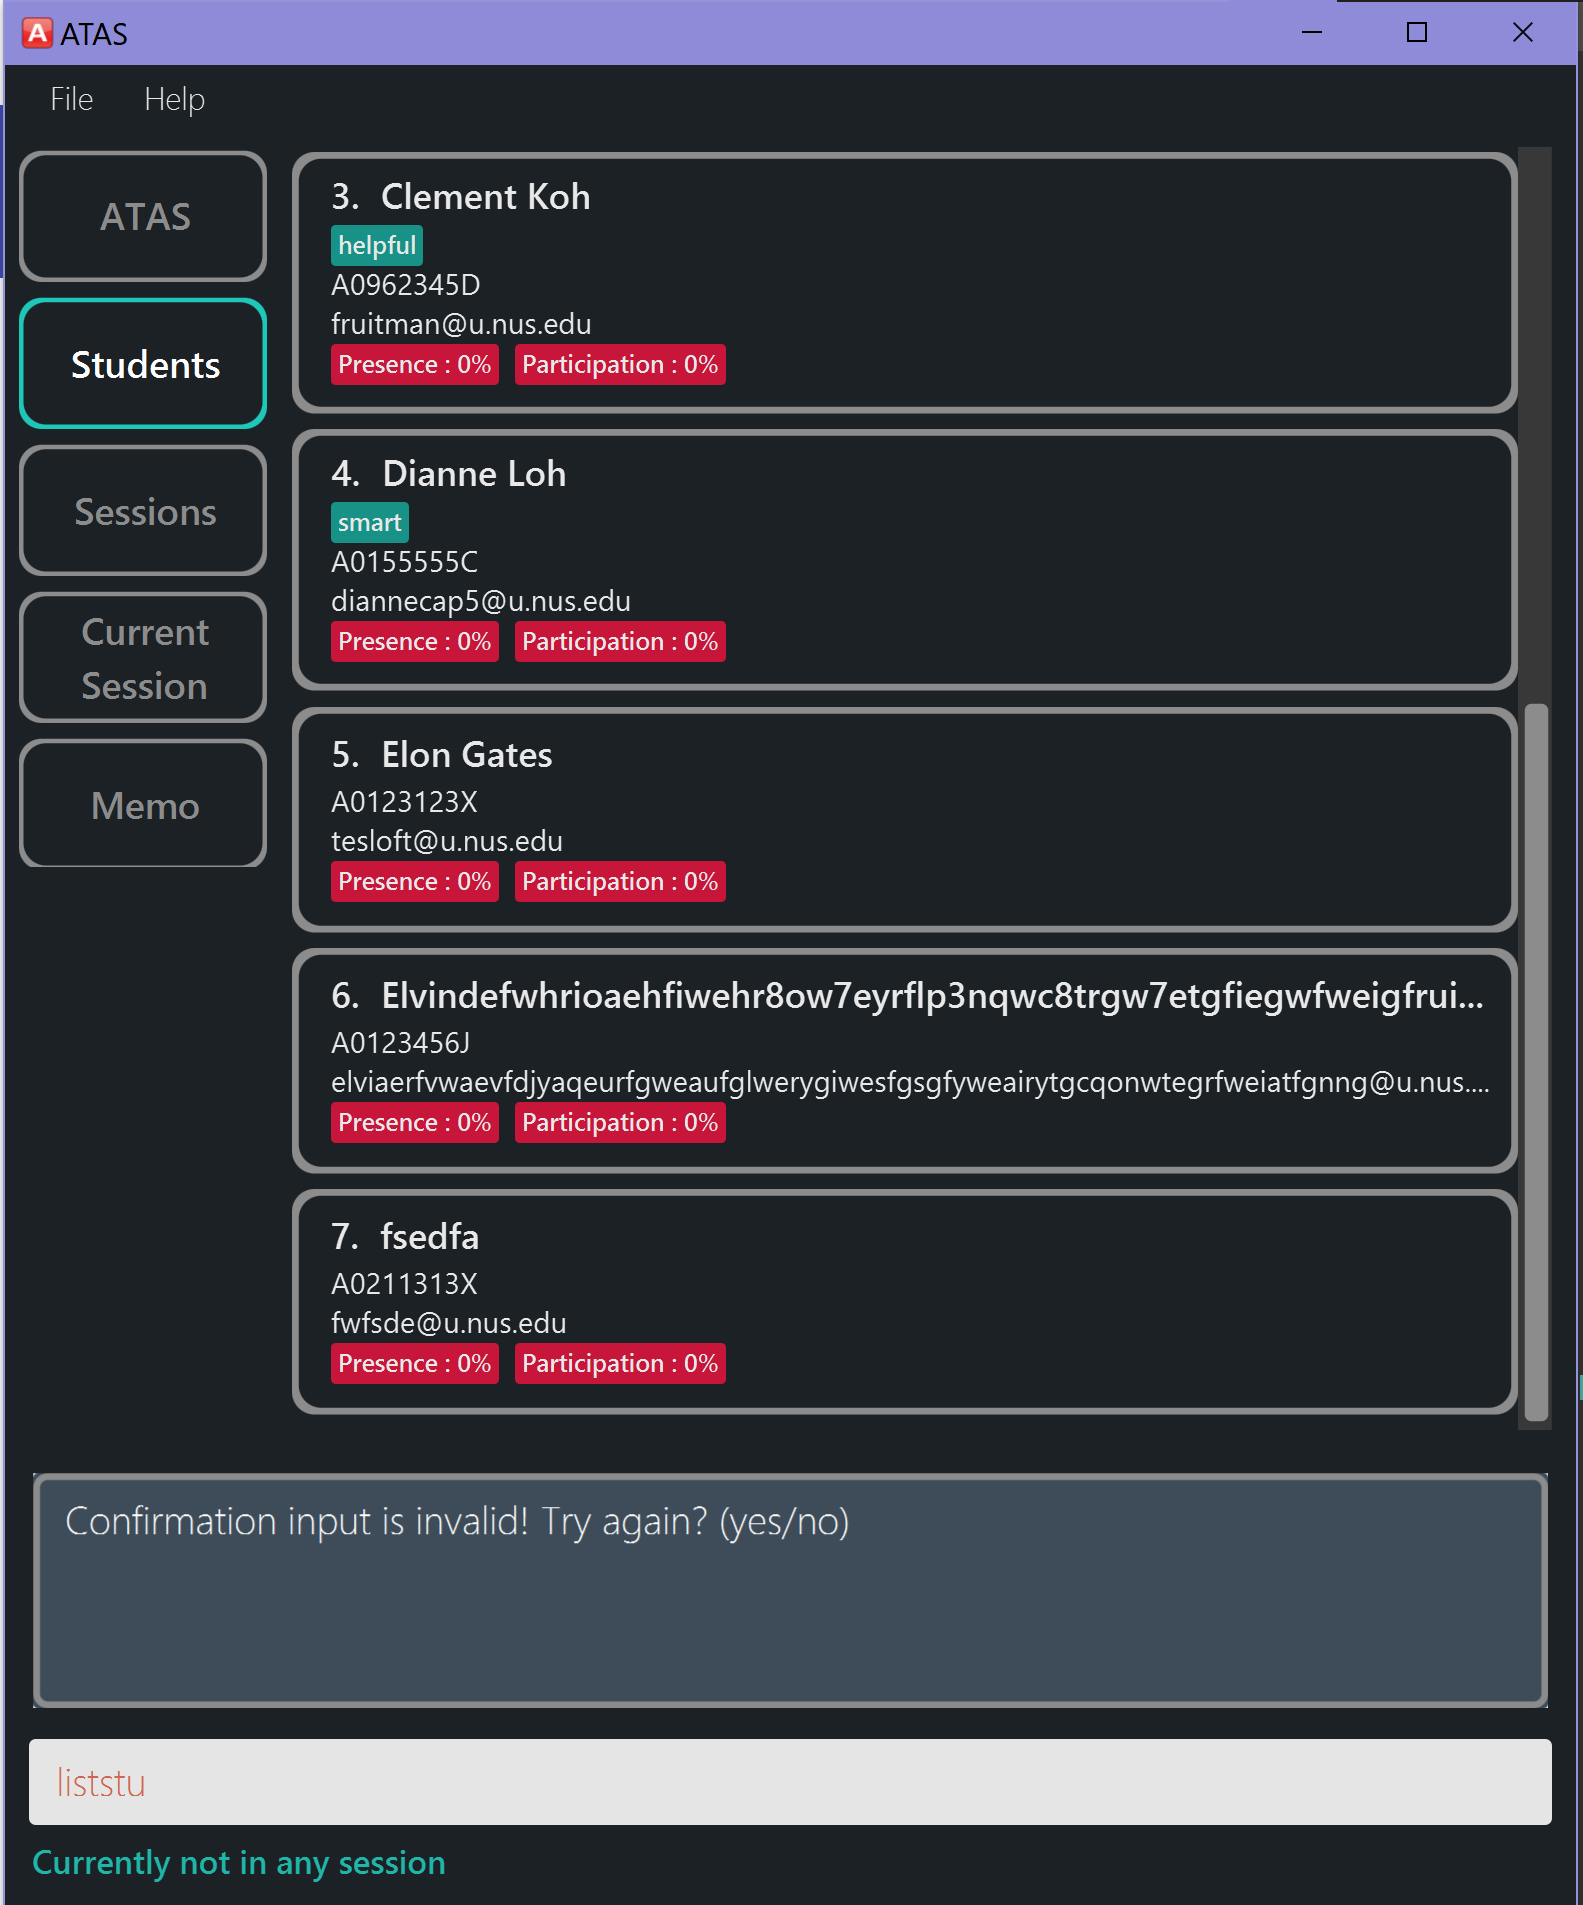 ATAS
File Help
ATAS
Students
Sessions
Current
Session
Memo
3. Clement Koh
helpful
A0962345D
fruitman@u.nus.edu
Presence : 0% Participation : 0%
4. Dianne Loh
smart
A0155555C
diannecap5@u.nus.edu
Presence : 0% Participation : 0%
5. Elon Gates
A0123123X
tesloft@u.nus.edu
Presence : 0% Participation : 0%
6. Elvindefwhrioaehfiwehr8ow7eyrflp3nqwc8trgw7etgfiegwfweigfrui...
A0123456J
elviaerfvwaevfdjyaqeurfgweaufglwerygiwesfgsgfyweairytgcqonwtegrfweiatfgnng@u.nus....
Presence : 0% Participation : 0%
7. fsedfa
A0211313X
fwfsde@u.nus.edu
Presence : 0% Participation : 0%
Confirmation input is invalid! Try again? (yes/no)
liststu
Currently not in any session